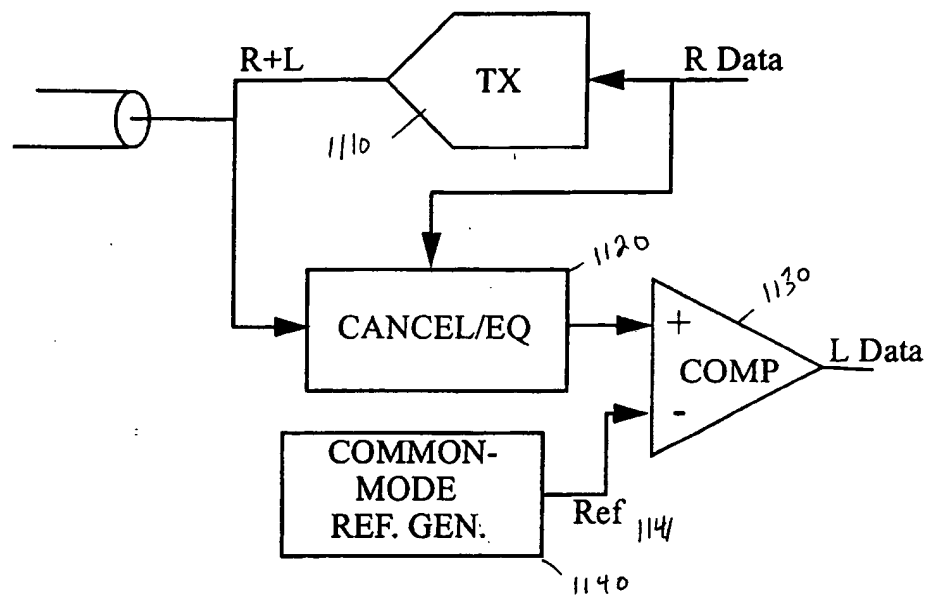 R+L
TX
R Data
1110
1120
CANCEL/EQ
1130
+
COMP
-
L Data
COMMON-
MODE
REF. GEN.
Ref
1141
1140